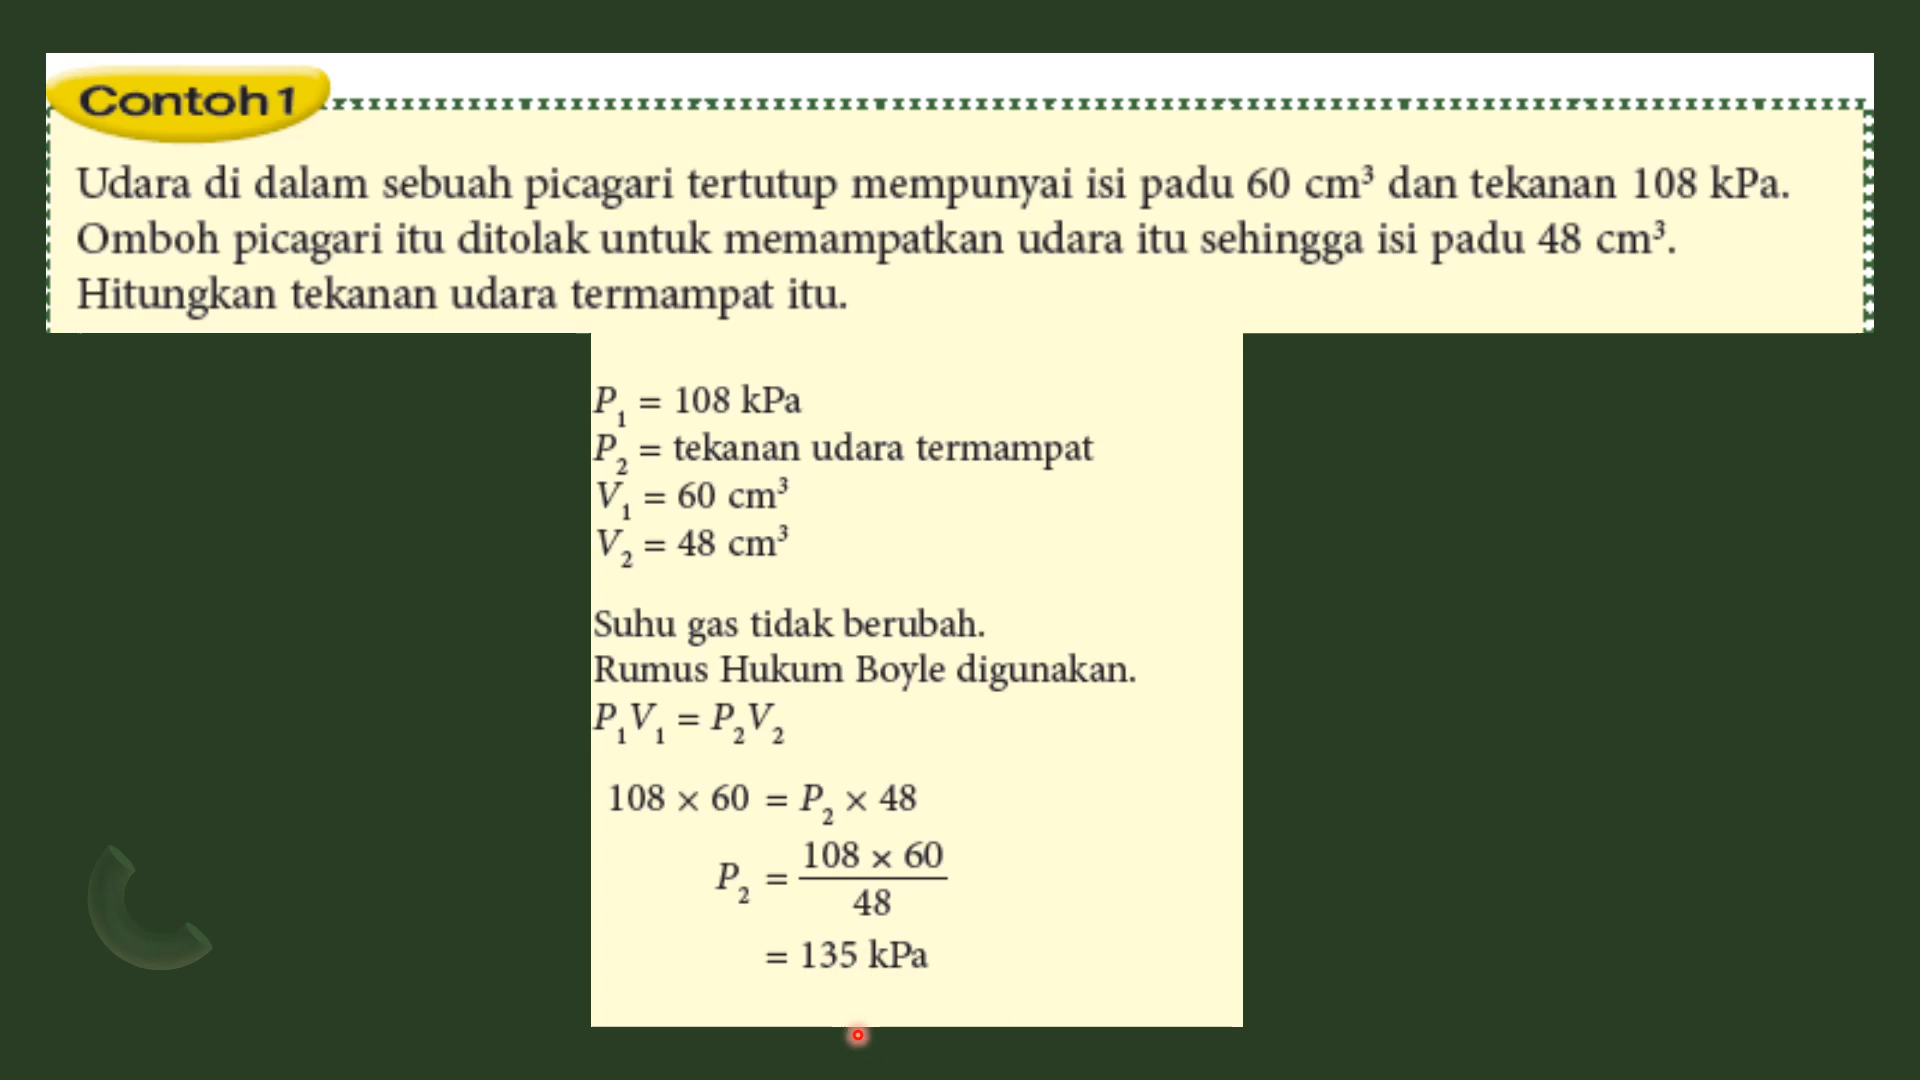 Contoh 1
Udara di dalam sebuah picagari tertutup mempunyai isi padu 60 cm³ dan tekanan 108 kPa.
Omboh picagari itu ditolak untuk memampatkan udara itu sehingga isi padu 48 cm³.
Hitungkan tekanan udara termampat itu.
P₁ = 108 kPa
P₂ = tekanan udara termampat
V₁ = 60 cm³
V₂ = 48 cm³
Suhu gas tidak berubah.
Rumus Hukum Boyle digunakan.
P₁V₁ = P₂V₂
108 × 60 = P₂ × 48
P₂ = 108 × 60 / 48
= 135 kPa